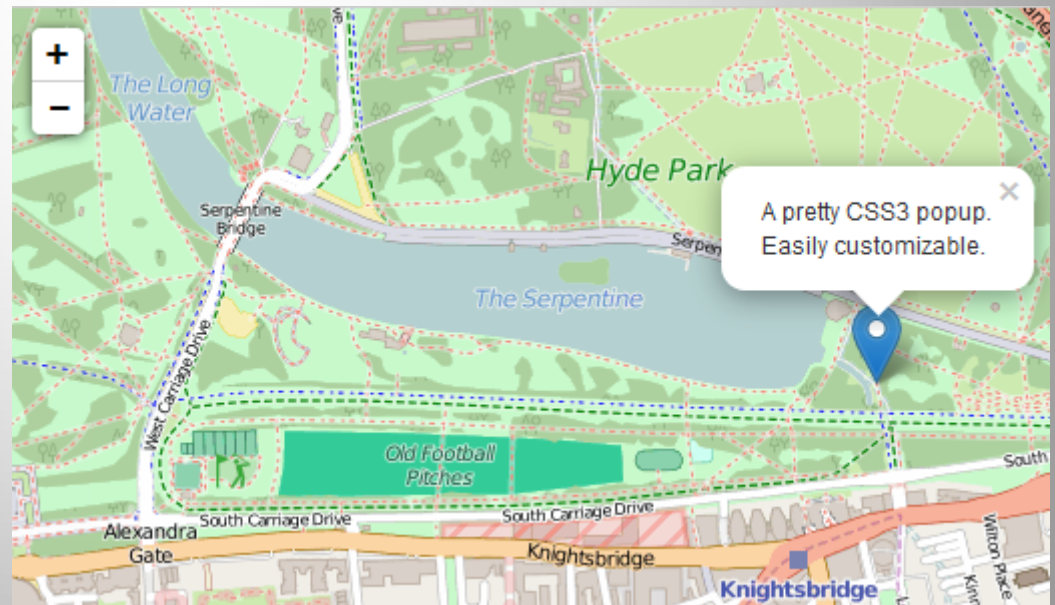 +
−
The Long
Water
Hyde Park
×
A pretty CSS3 popup.
Easily customizable.
Serpentine
Bridge
Serpen
The Serpentine
West Carriage Drive
Old Football
Pitches
South
South Carriage Drive
South Carriage Drive
Alexandra
Gate
Knightsbridge
Wilton Place
Knightsbridge